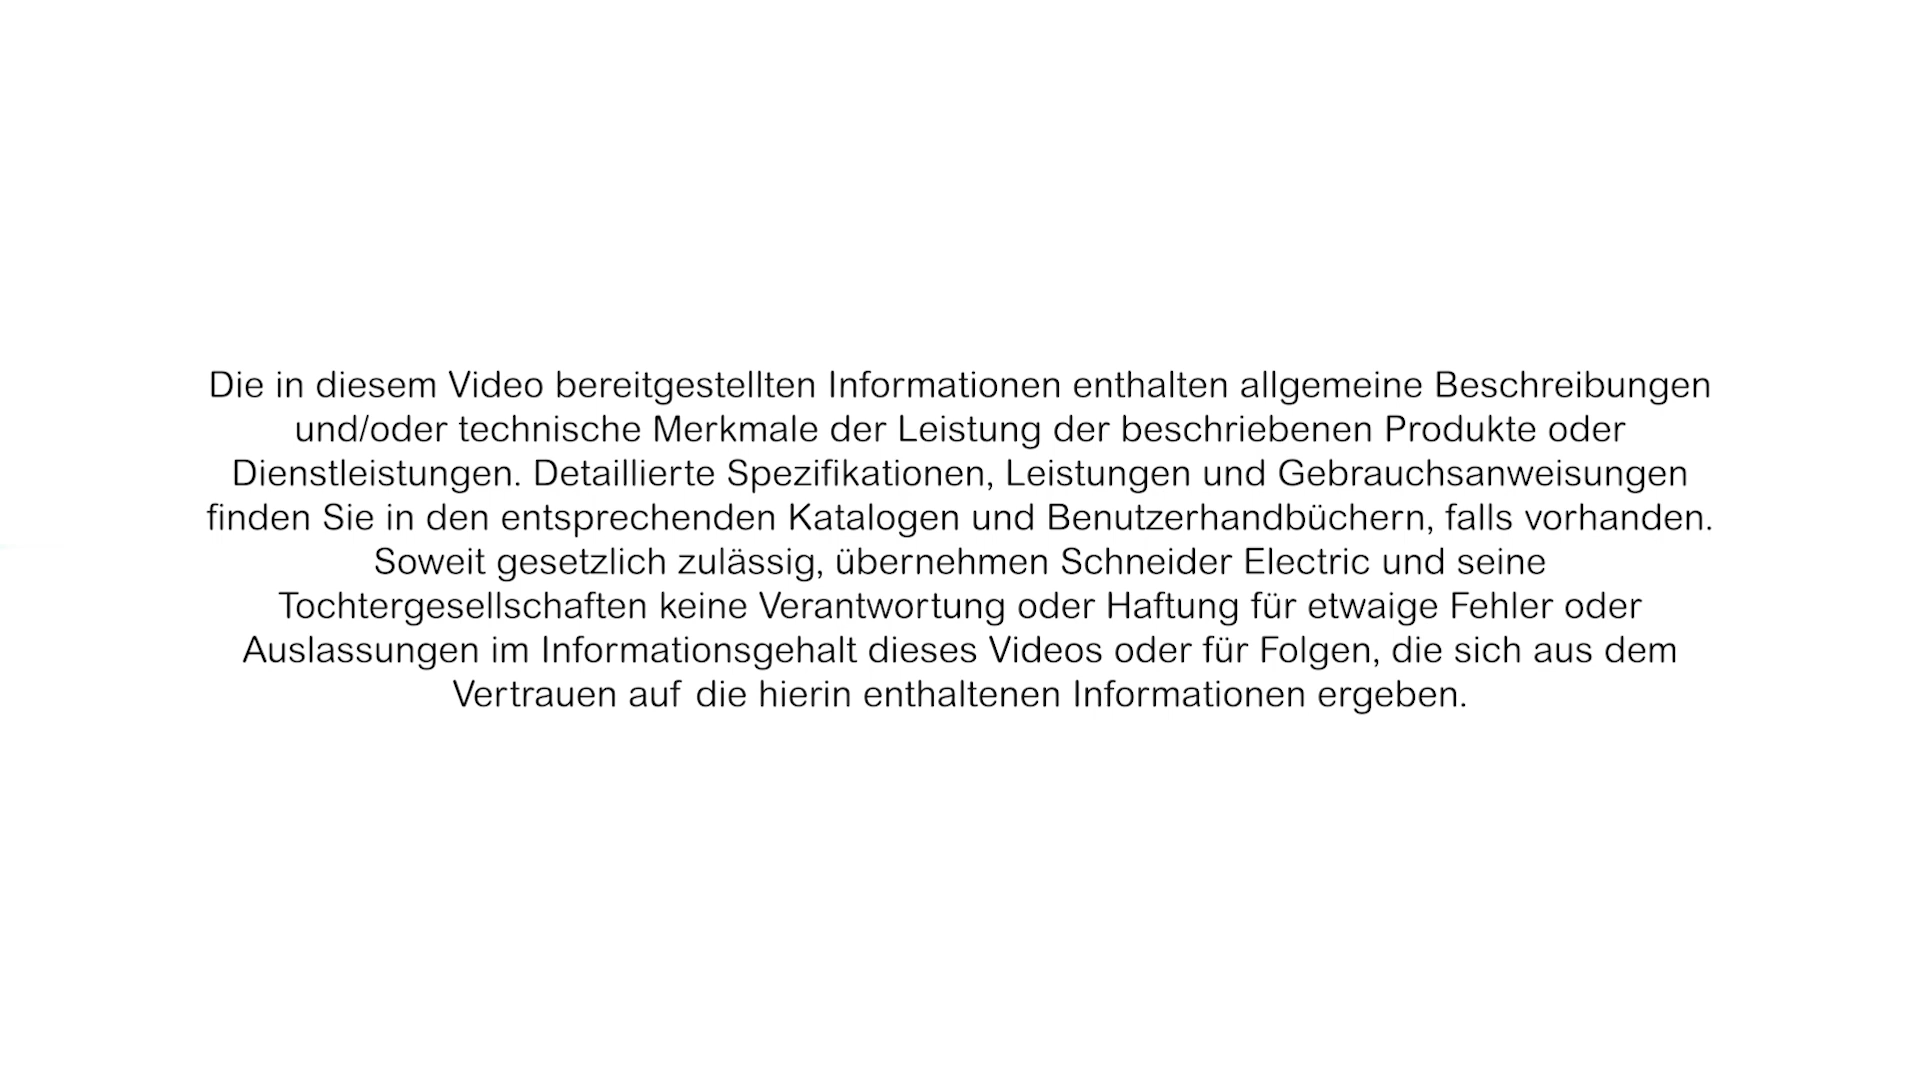 Die in diesem Video bereitgestellten Informationen enthalten allgemeine Beschreibungen
und/oder technische Merkmale der Leistung der beschriebenen Produkte oder
Dienstleistungen. Detaillierte Spezifikationen, Leistungen und Gebrauchsanweisungen
finden Sie in den entsprechenden Katalogen und Benutzerhandbüchern, falls vorhanden.
Soweit gesetzlich zulässig, übernehmen Schneider Electric und seine
Tochtergesellschaften keine Verantwortung oder Haftung für etwaige Fehler oder
Auslassungen im Informationsgehalt dieses Videos oder für Folgen, die sich aus dem
Vertrauen auf die hierin enthaltenen Informationen ergeben.